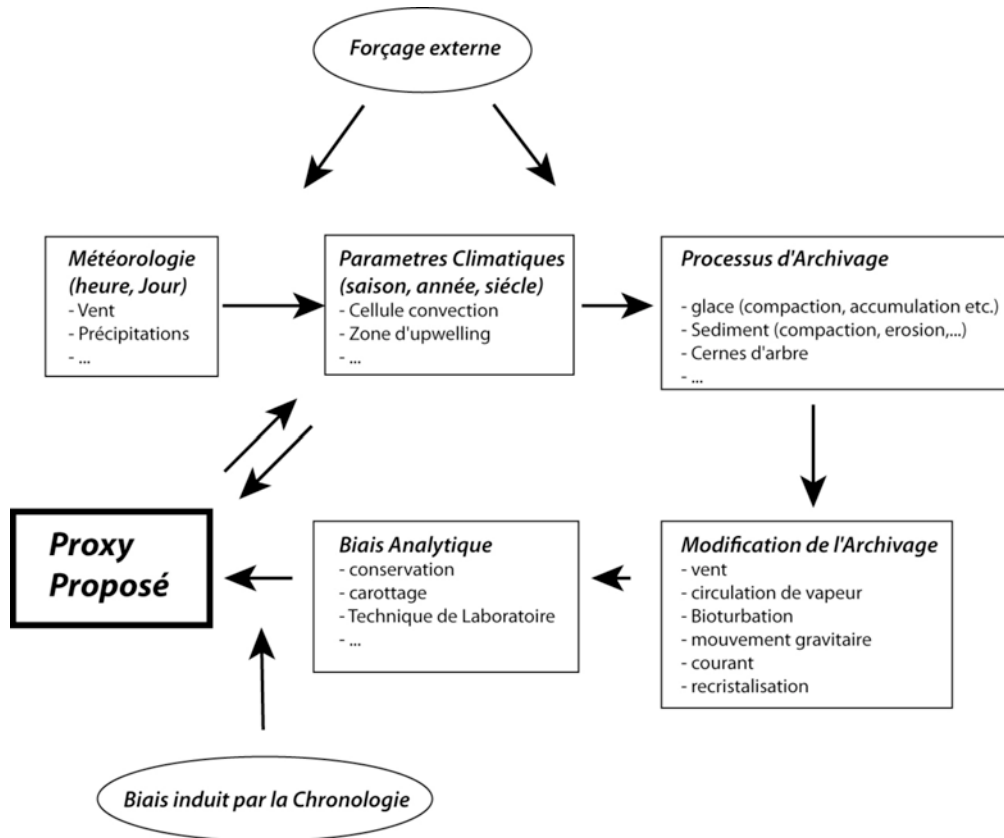 Forçage externe
Météorologie
(heure, Jour)
- Vent
- Précipitations
- ...
Parametres Climatiques
(saison, année, siécle)
- Cellule convection
- Zone d'upwelling
- ...
Processus d'Archivage
- glace (compaction, accumulation etc.)
- Sediment (compaction, erosion,...)
- Cernes d'arbre
- ...
Proxy
Proposé
Biais Analytique
- conservation
- carottage
- Technique de Laboratoire
- ...
Modification de l'Archivage
- vent
- circulation de vapeur
- Bioturbation
- mouvement gravitaire
- courant
- recristalisation
Biais induit par la Chronologie